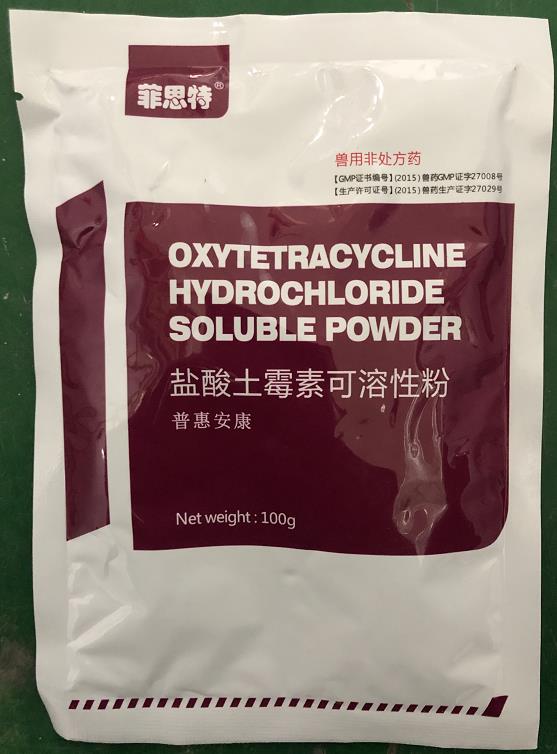 菲思特®
兽用非处方药
【GMP证书编号】(2015)兽药GMP证字27008号
【生产许可证号】(2015)兽药生产证字27029号
OXYTETRACYCLINE
HYDROCHLORIDE
SOLUBLE POWDER
盐酸土霉素可溶性粉
普惠安康
Net weight : 100g